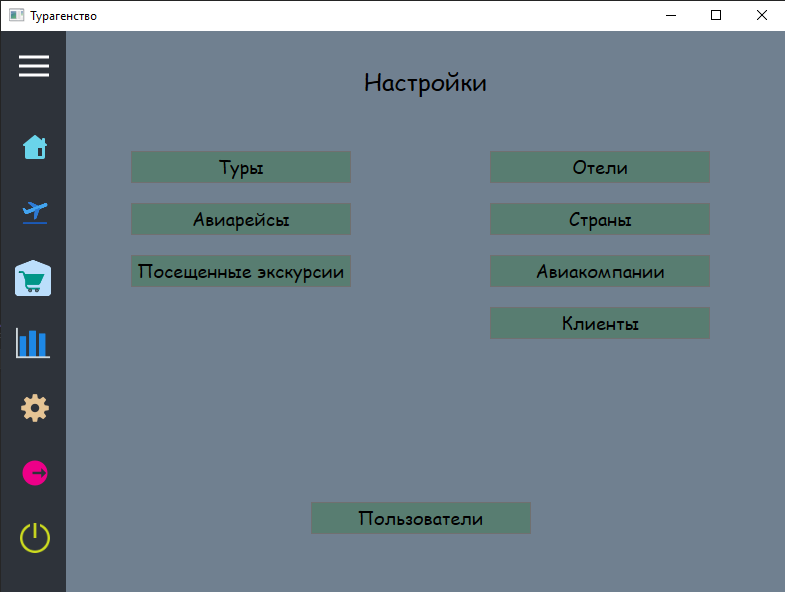 Турагенство
Настройки
Туры
Отели
Авиарейсы
Страны
Посещенные экскурсии
Авиакомпании
Клиенты
Пользователи